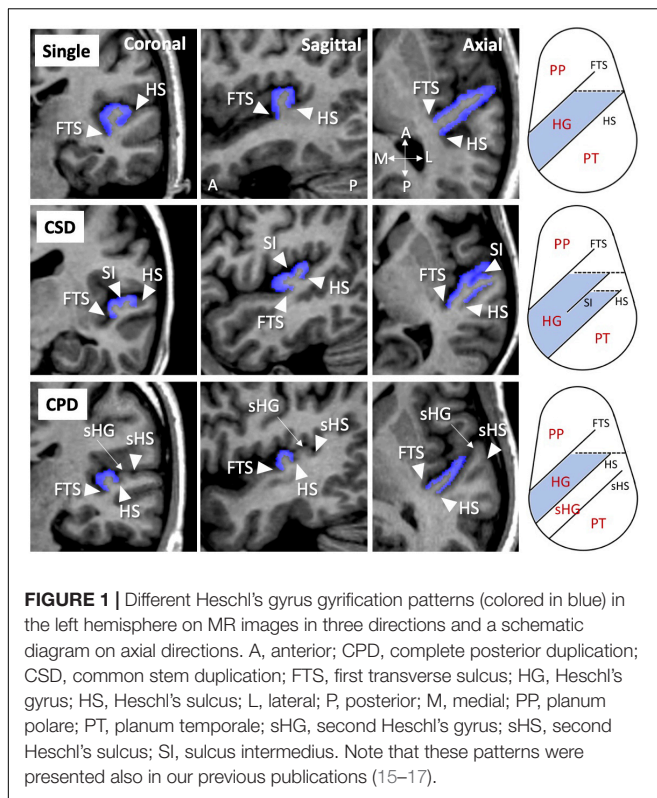 Single
Coronal
Sagittal
Axial
HS
FTS
FTS
HS
A
P
FTS
HS
A
M
L
P
PP
FTS
HG
HS
PT
CSD
SI
HS
FTS
SI
HS
FTS
SI
FTS
HS
PP
FTS
SI
HS
HG
PT
CPD
sHG
sHS
FTS
HS
sHG
sHS
FTS
HS
sHG
sHS
FTS
HS
PP
FTS
HS
HG
sHS
sHG
PT
FIGURE 1 | Different Heschl's gyrus gyrification patterns (colored in blue) in
the left hemisphere on MR images in three directions and a schematic
diagram on axial directions. A, anterior; CPD, complete posterior duplication;
CSD, common stem duplication; FTS, first transverse sulcus; HG, Heschl's
gyrus; HS, Heschl's sulcus; L, lateral; P, posterior; M, medial; PP, planum
polare; PT, planum temporale; sHG, second Heschl's gyrus; sHS, second
Heschl's sulcus; SI, sulcus intermedius. Note that these patterns were
presented also in our previous publications (15–17).